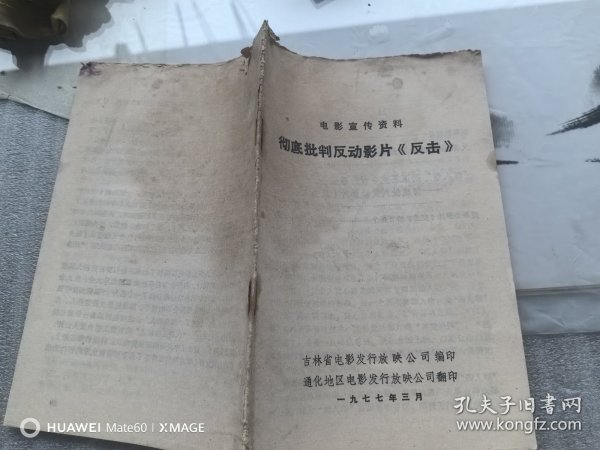 电影宣传资料
彻底批判反动影片《反击》
吉林省电影发行放映公司编印
通化地区电影发行放映公司翻印
一九七七年三月
HUAWEI Mate60 | XMAGE
孔夫子旧书网
www.kongfz.com